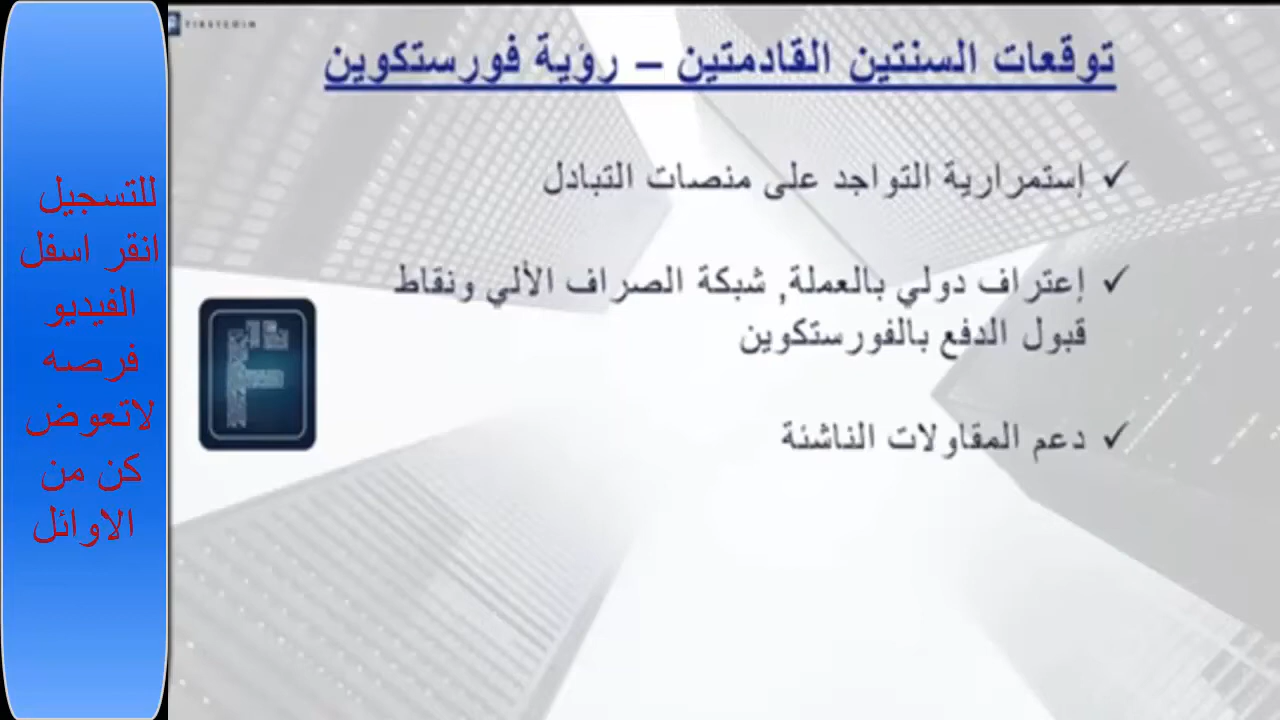 FIRSTCOIN
توقعات السنتين القادمتين – رؤية فورستكوين
✓ إستمرارية التواجد على منصات التبادل
✓ إعتراف دولي بالعملة, شبكة الصراف الألي ونقاط
قبول الدفع بالفورستكوين
✓ دعم المقاولات الناشئة
للتسجيل
انقر اسفل
الفيديو
فرصه
لاتعوض
كن من
الاوائل